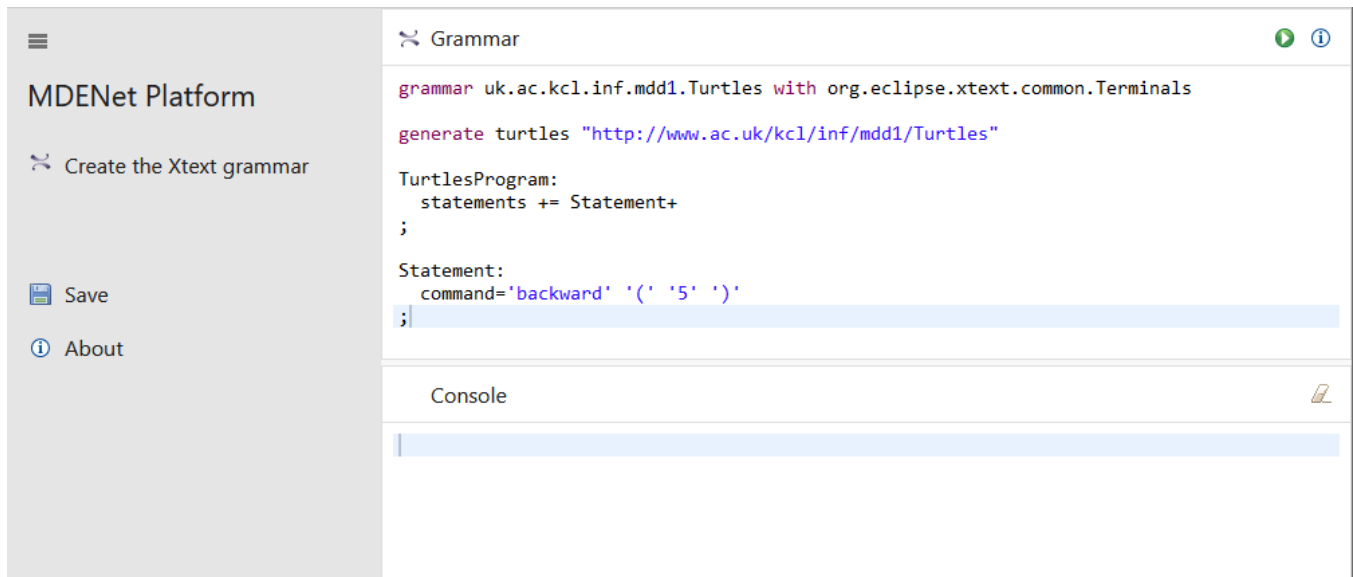 MDENet Platform
Create the Xtext grammar
Save
About
Grammar
grammar uk.ac.kcl.inf.mdd1.Turtles with org.eclipse.xtext.common.Terminals
generate turtles "http://www.ac.uk/kcl/inf/mdd1/Turtles"
TurtlesProgram:
  statements += Statement+
;
Statement:
  command='backward' '(' '5' ')'
;
Console